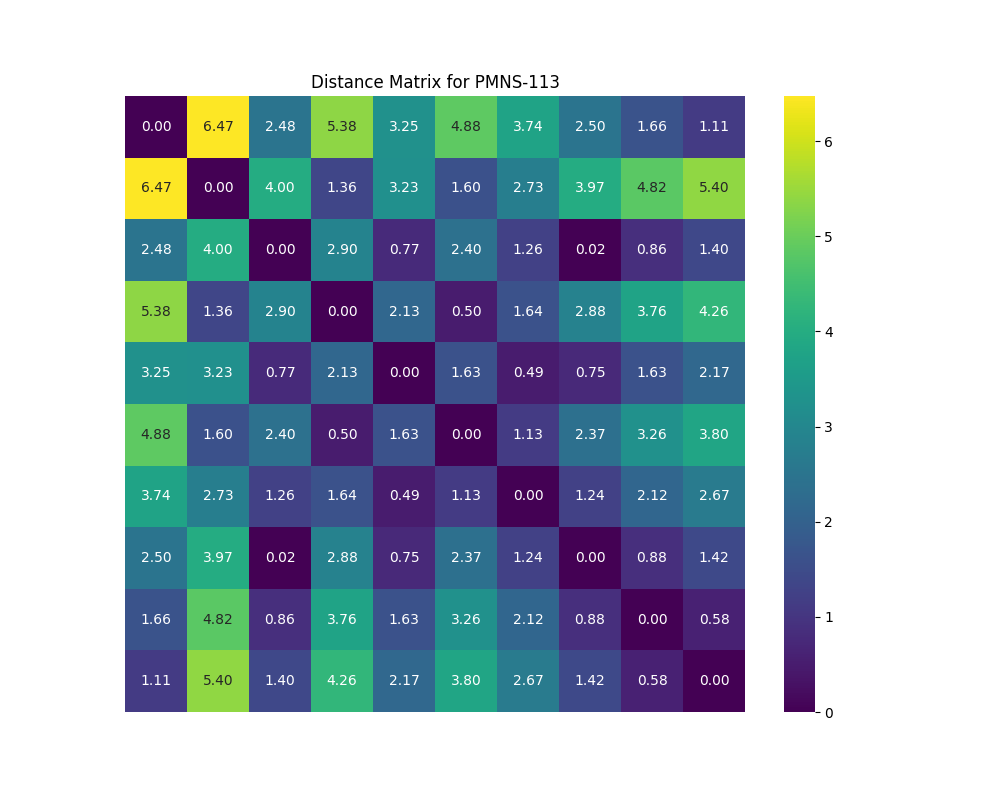 Distance Matrix for PMNS-113
0.00 6.47 2.48 5.38 3.25 4.88 3.74 2.50 1.66 1.11
6.47 0.00 4.00 1.36 3.23 1.60 2.73 3.97 4.82 5.40
2.48 4.00 0.00 2.90 0.77 2.40 1.26 0.02 0.86 1.40
5.38 1.36 2.90 0.00 2.13 0.50 1.64 2.88 3.76 4.26
3.25 3.23 0.77 2.13 0.00 1.63 0.49 0.75 1.63 2.17
4.88 1.60 2.40 0.50 1.63 0.00 1.13 2.37 3.26 3.80
3.74 2.73 1.26 1.64 0.49 1.13 0.00 1.24 2.12 2.67
2.50 3.97 0.02 2.88 0.75 2.37 1.24 0.00 0.88 1.42
1.66 4.82 0.86 3.76 1.63 3.26 2.12 0.88 0.00 0.58
1.11 5.40 1.40 4.26 2.17 3.80 2.67 1.42 0.58 0.00
6
5
4
3
2
1
0